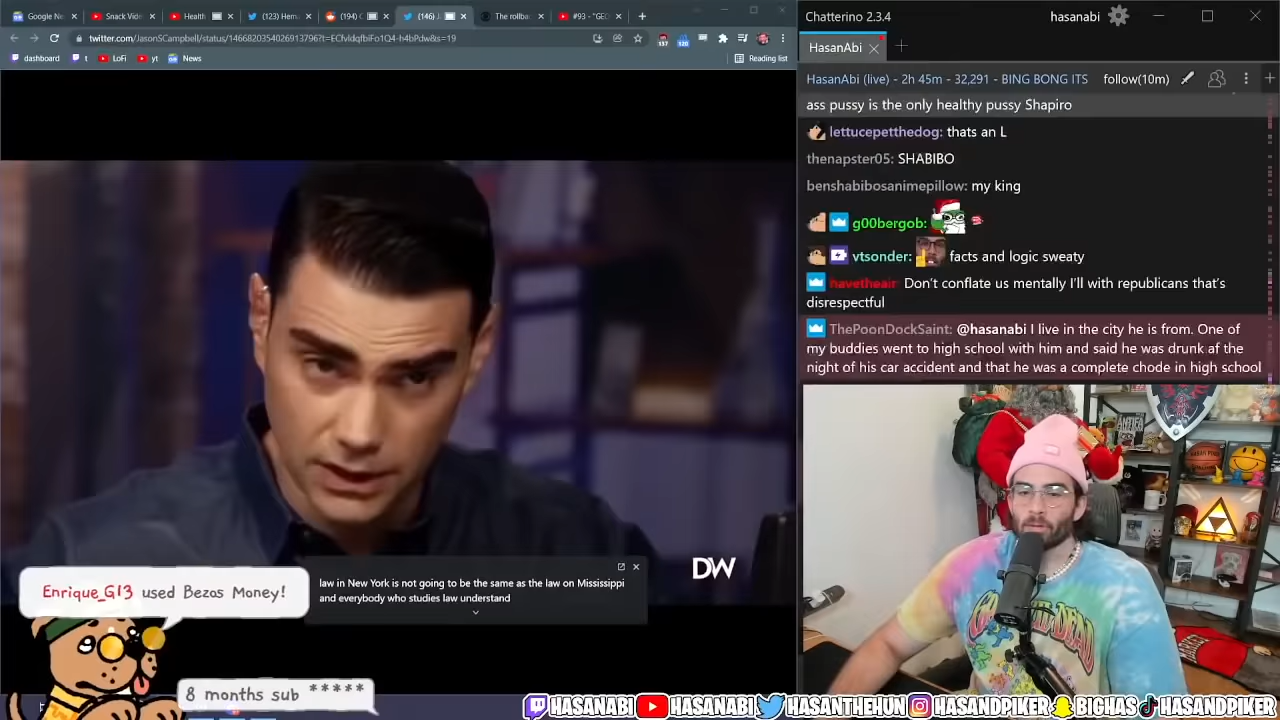 Google Ne
Snack Vide
Health
(123) Hem
(194) C
(146) J
The rollba
#93 - "GEO
twitter.com/JasonSCampbell/status/1466820354026913796?t=ECfvIdqfbiFo1Q4-h4bPdw&s=19
137
120
dashboard
t
LoFi
yt
News
Reading list
law in New York is not going to be the same as the law on Mississippi
and everybody who studies law understand
DW
Enrique_G13 used Bezos Money!
8 months sub *****
Chatterino 2.3.4
hasanabi
HasanAbi
HasanAbi (live) - 2h 45m - 32,291 - BING BONG ITS
follow(10m)
ass pussy is the only healthy pussy Shapiro
lettucepetthedog: thats an L
thenapster05: SHABIBO
benshabibosanimepillow: my king
g00bergob:
vtsonder: facts and logic sweaty
havetheair: Don't conflate us mentally I'll with republicans that's
disrespectful
ThePoonDockSaint: @hasanabi I live in the city he is from. One of
my buddies went to high school with him and said he was drunk af the
night of his car accident and that he was a complete chode in high school
ANTIFA
HASANABI
HASANABI
HASANTHEHUN
HASANDPIKER
BIGHAS
HASANDPIKER